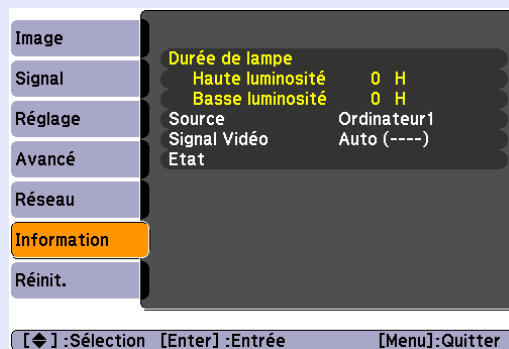 Image
Signal
Réglage
Avancé
Réseau
Information
Réinit.
Durée de lampe
Haute luminosité 0 H
Basse luminosité 0 H
Source Ordinateur1
Signal Vidéo Auto (----)
Etat
[◆] :Sélection [Enter] :Entrée [Menu]:Quitter